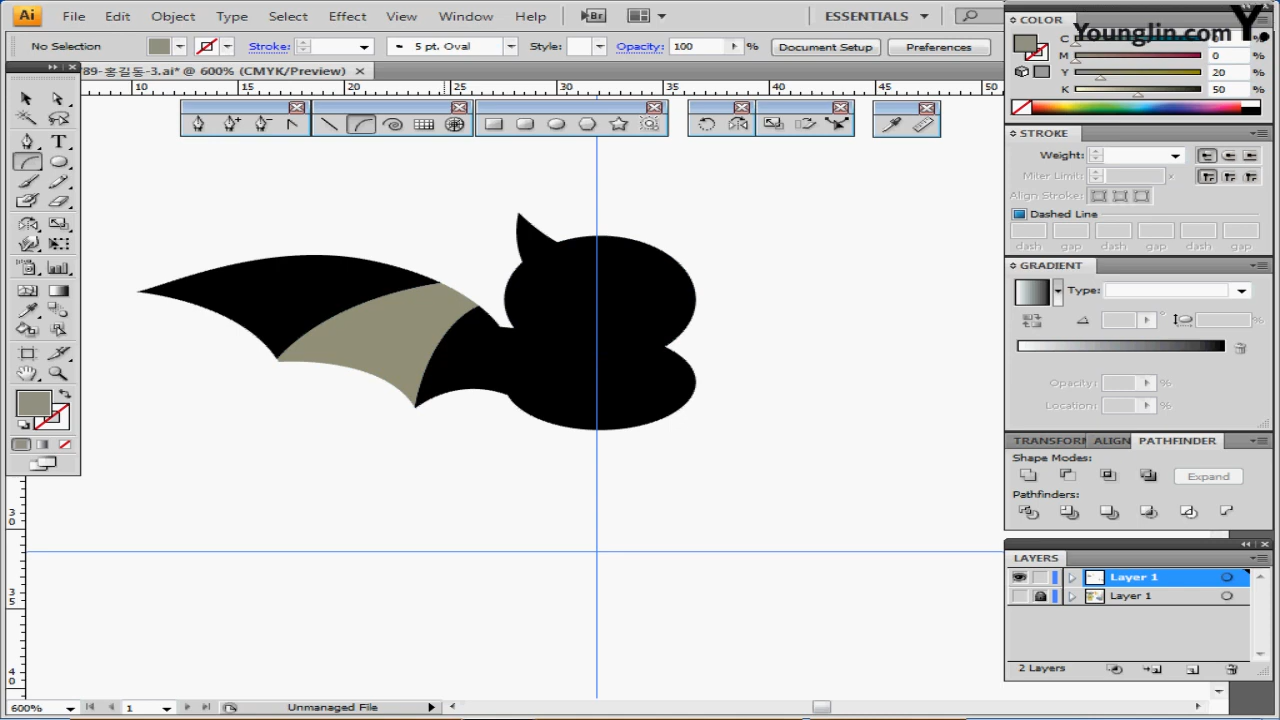 Ai File Edit Object Type Select Effect View Window Help Br ESSENTIALS
No Selection Stroke: 5 pt. Oval Style: Opacity: 100 % Document Setup Preferences
89-홍길동-3.ai* @ 600% (CMYK/Preview)
10 15 20 25 30 35 40 45 50
30
35
40
600% 1 Unmanaged File
COLOR
Younglin.com Y.
C %
M 0 %
Y 20 %
K 50 %
STROKE
Weight:
Miter Limit: x
Align Stroke:
Dashed Line
dash gap dash gap dash gap
GRADIENT
Type:
°
%
Opacity: %
Location: %
TRANSFORM ALIGN PATHFINDER
Shape Modes:
Expand
Pathfinders:
LAYERS
Layer 1
Layer 1
2 Layers